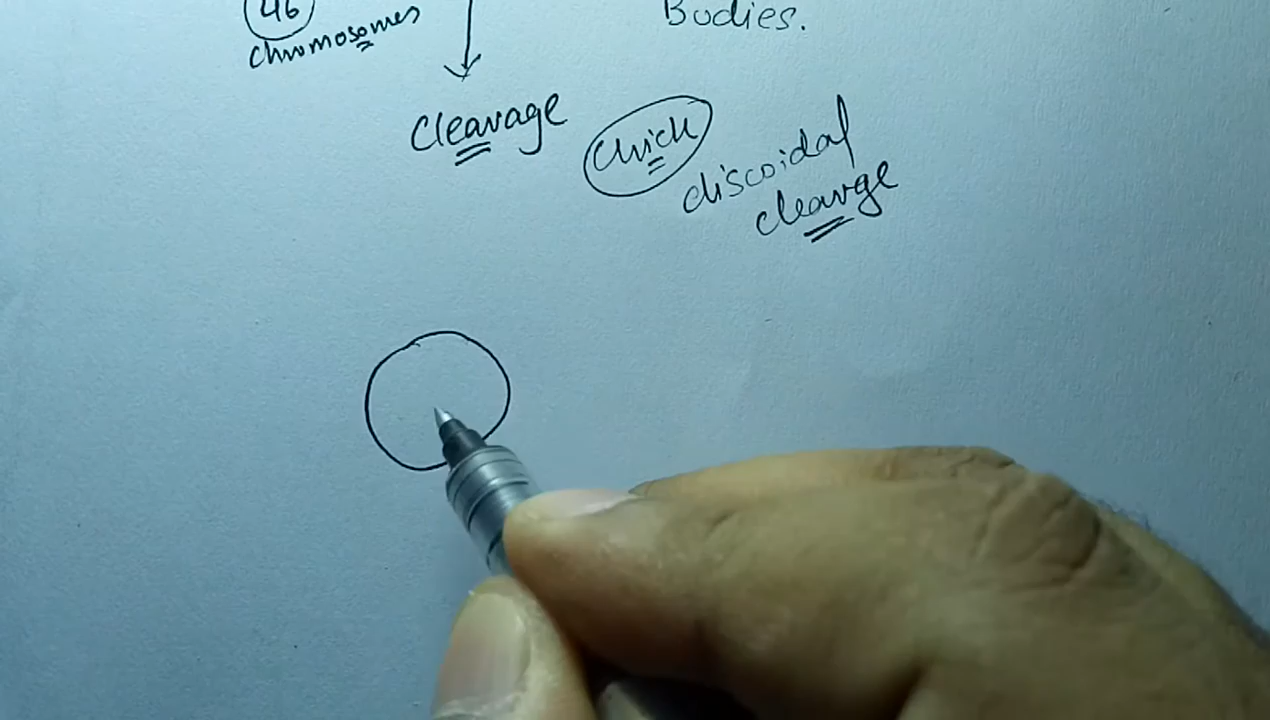 46
chromosomes
Bodies.
cleavage
chick
discoidal
cleavge